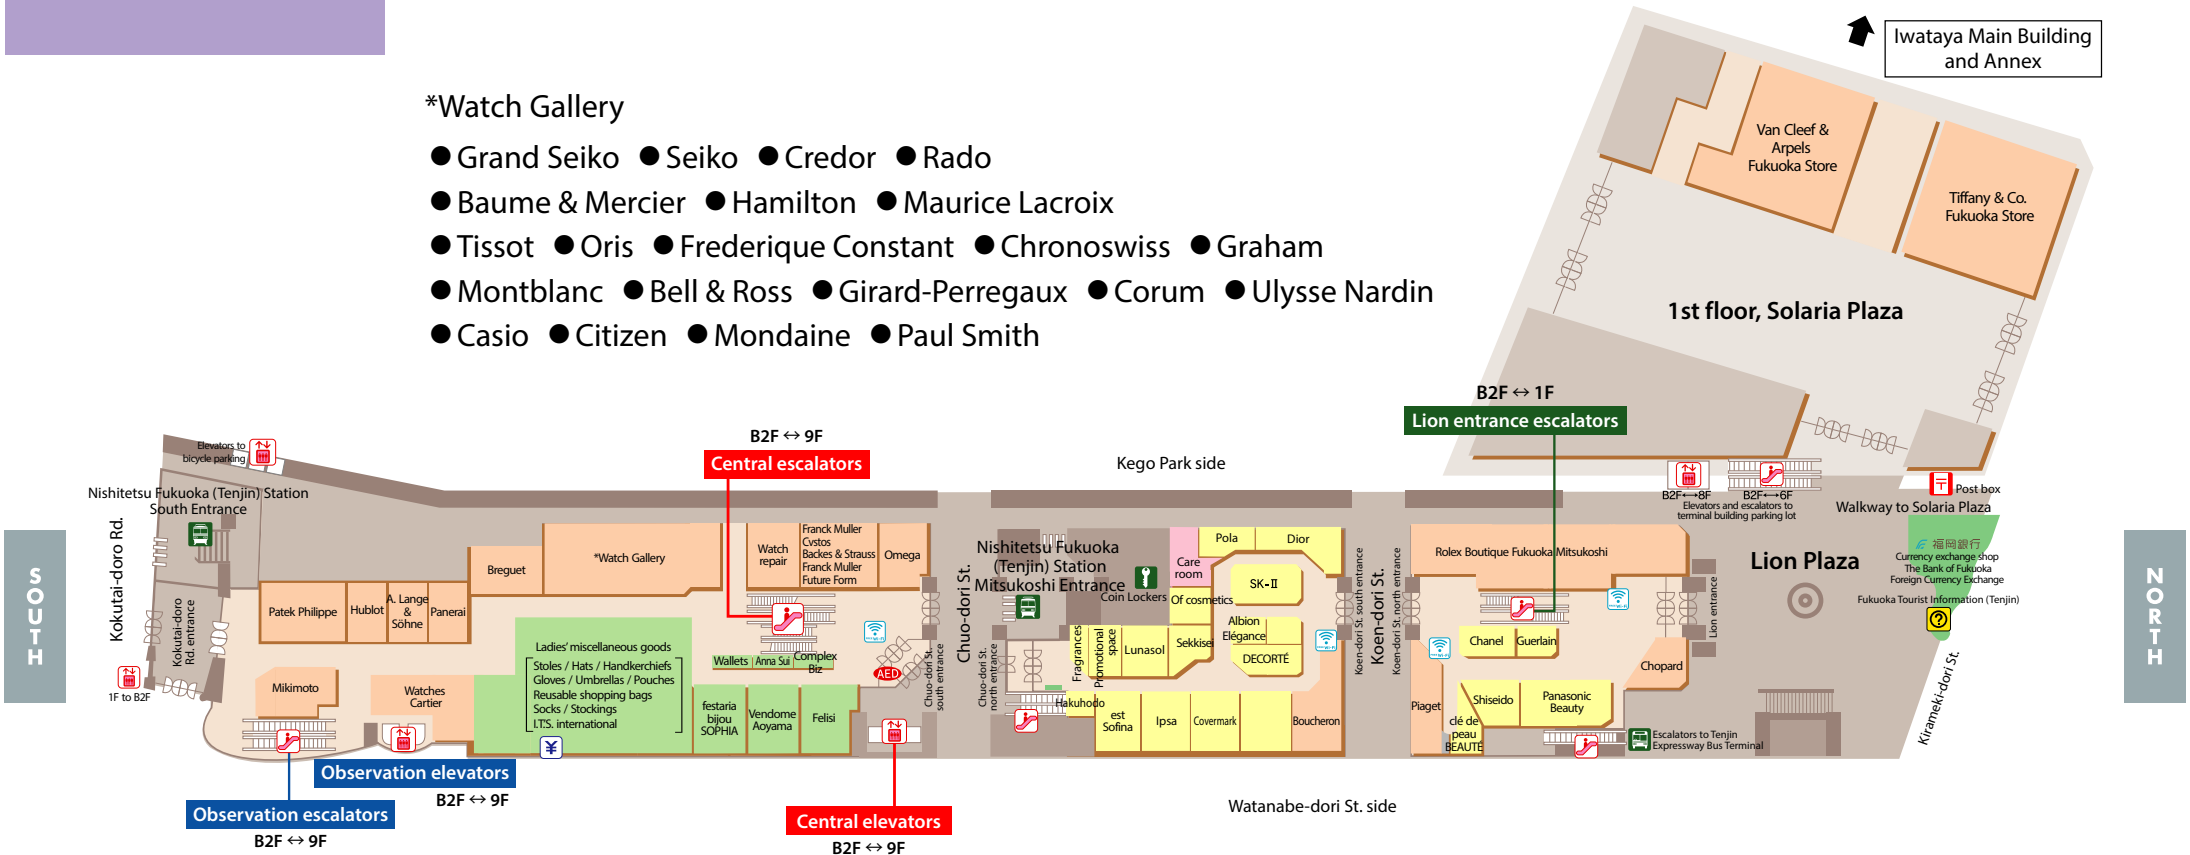 Iwataya Main Building
and Annex
*Watch Gallery
●Grand Seiko ●Seiko ●Credor ●Rado
●Baume & Mercier ●Hamilton ●Maurice Lacroix
●Tissot ●Oris ●Frederique Constant ●Chronoswiss ●Graham
●Montblanc ●Bell & Ross ●Girard-Perregaux ●Corum ●Ulysse Nardin
●Casio ●Citizen ●Mondaine ●Paul Smith
Van Cleef &
Arpels
Fukuoka Store
Tiffany & Co.
Fukuoka Store
1st floor, Solaria Plaza
B2F ↔ 1F
Lion entrance escalators
B2F ↔ 9F
Central escalators
Kego Park side
Elevators to
bicycle parking
Nishitetsu Fukuoka (Tenjin) Station
South Entrance
SOUTH
Kokutai-doro Rd.
Kokutai-doro
Rd. entrance
1F to B2F
Patek Philippe
Hublot
A. Lange
&
Söhne
Panerai
Breguet
*Watch Gallery
Watch
repair
Franck Muller
Cvstos
Backes & Strauss
Franck Muller
Future Form
Omega
Mikimoto
Watches
Cartier
Ladies' miscellaneous goods
Stoles / Hats / Handkerchiefs
Gloves / Umbrellas / Pouches
Reusable shopping bags
Socks / Stockings
I.T.'S. international
¥
Wallets
Anna Sui
Complex
Biz
festaria
bijou
SOPHIA
Vendome
Aoyama
Felisi
AED
Chuo-dori St.
south entrance
Chuo-dori St.
Chuo-dori St.
north entrance
Nishitetsu Fukuoka
(Tenjin) Station
Mitsukoshi Entrance
Coin Lockers
Care
room
Pola
Dior
SK-II
Of cosmetics
Albion
Elégance
DECORTÉ
Fragrances
Promotional
space
Lunasol
Sekkisei
Hakuhodo
est
Sofina
Ipsa
Covermark
Boucheron
Koen-dori St. south entrance
Koen-dori St.
Koen-dori St. north entrance
Rolex Boutique Fukuoka Mitsukoshi
Chanel
Guerlain
Chopard
Piaget
clé de
peau
BEAUTÉ
Shiseido
Panasonic
Beauty
Lion entrance
Escalators to Tenjin
Expressway Bus Terminal
B2F↔8F
B2F↔6F
Elevators and escalators to
terminal building parking lot
Post box
Walkway to Solaria Plaza
Lion Plaza
福岡銀行
Currency exchange shop
The Bank of Fukuoka
Foreign Currency Exchange
Fukuoka Tourist Information (Tenjin)
?
Kirameki-dori St.
NORTH
Observation elevators
B2F ↔ 9F
Observation escalators
B2F ↔ 9F
Central elevators
B2F ↔ 9F
Watanabe-dori St. side